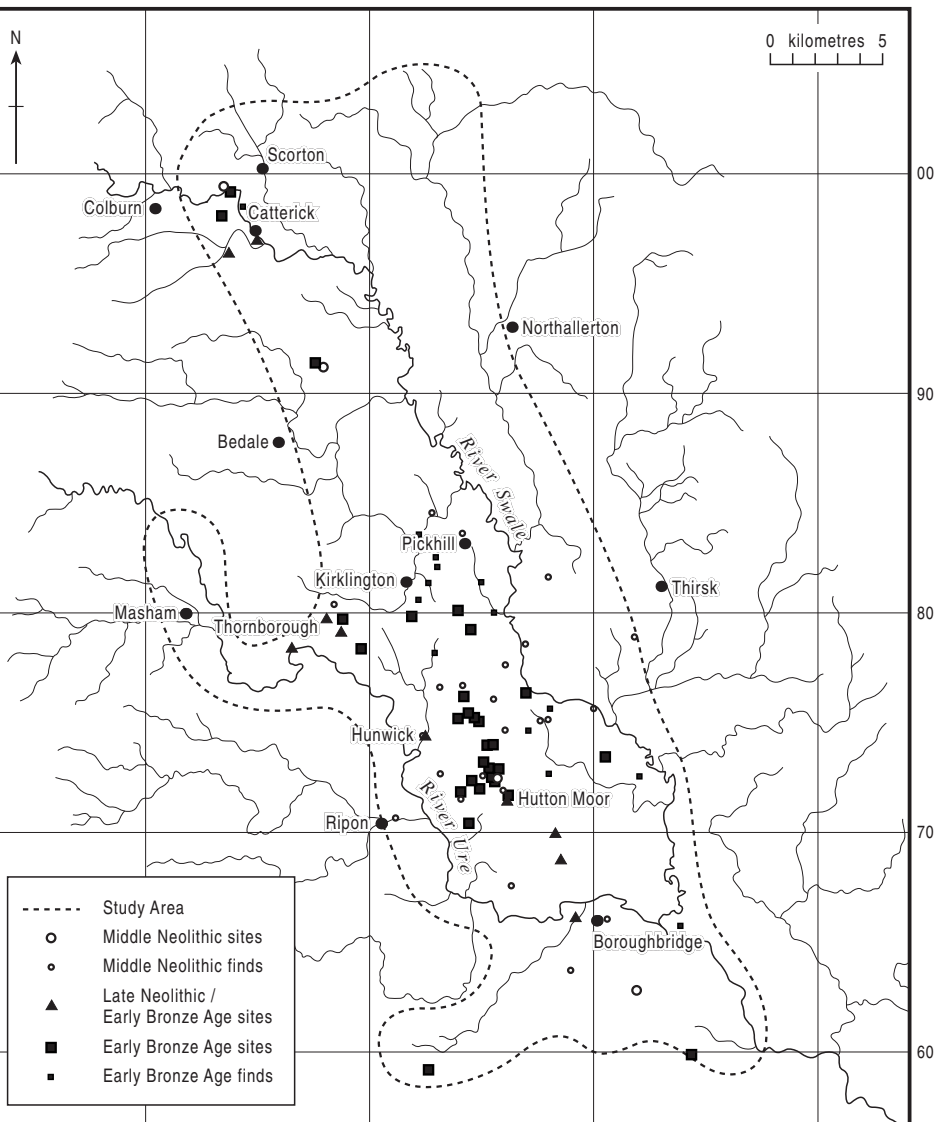 N
0 kilometres 5
Scorton
00
Colburn
Catterick
Northallerton
90
Bedale
River Swale
Pickhill
Kirklington
Thirsk
Masham
80
Thornborough
Hunwick
Hutton Moor
River Ure
Ripon
70
Boroughbridge
60
Study Area
Middle Neolithic sites
Middle Neolithic finds
Late Neolithic /
Early Bronze Age sites
Early Bronze Age sites
Early Bronze Age finds